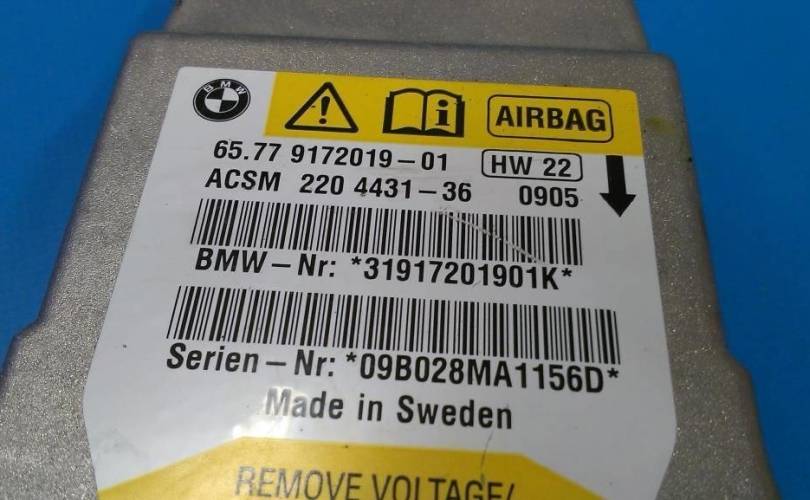 BMW
AIRBAG
65.77 9172019-01 HW 22
ACSM 220 4431-36 0905
BMW-Nr: *31917201901K*
Serien-Nr: *09B028MA1156D*
Made in Sweden
REMOVE VOLTAGE/